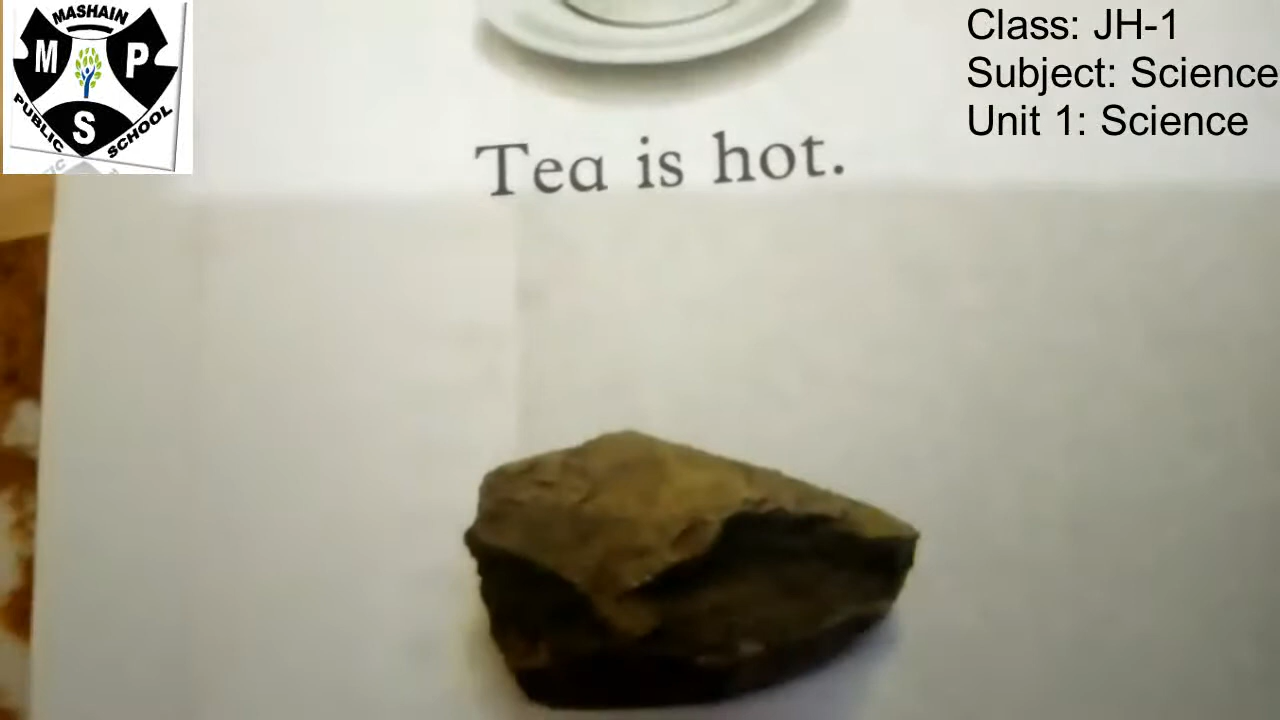 MASHAIN
M P
S
PUBLIC SCHOOL
Class: JH-1
Subject: Science
Unit 1: Science
Tea is hot.